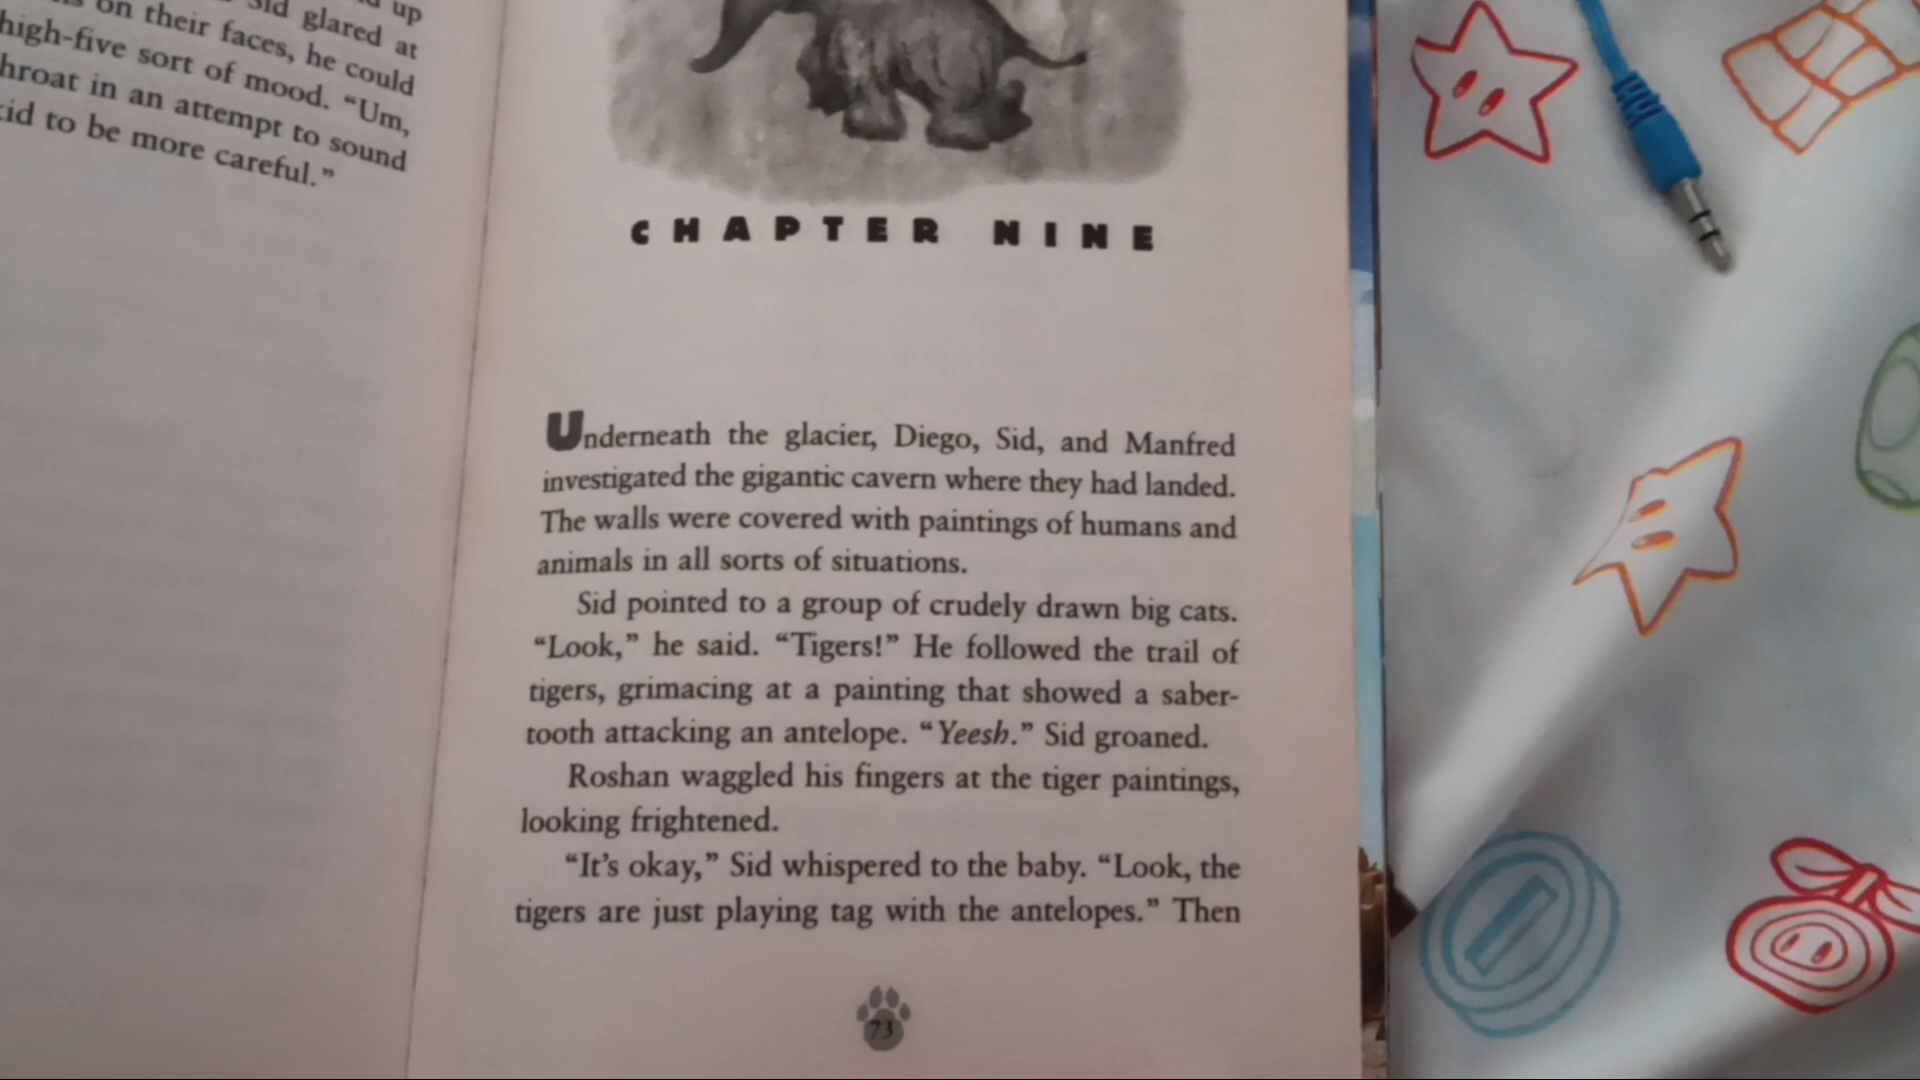 up
Sid glared at
on their faces, he could
high-five sort of mood. “Um,
throat in an attempt to sound
kid to be more careful.”
CHAPTER NINE
Underneath the glacier, Diego, Sid, and Manfred
investigated the gigantic cavern where they had landed.
The walls were covered with paintings of humans and
animals in all sorts of situations.
Sid pointed to a group of crudely drawn big cats.
“Look,” he said. “Tigers!” He followed the trail of
tigers, grimacing at a painting that showed a saber-
tooth attacking an antelope. “Yeesh.” Sid groaned.
Roshan waggled his fingers at the tiger paintings,
looking frightened.
“It’s okay,” Sid whispered to the baby. “Look, the
tigers are just playing tag with the antelopes.” Then
73